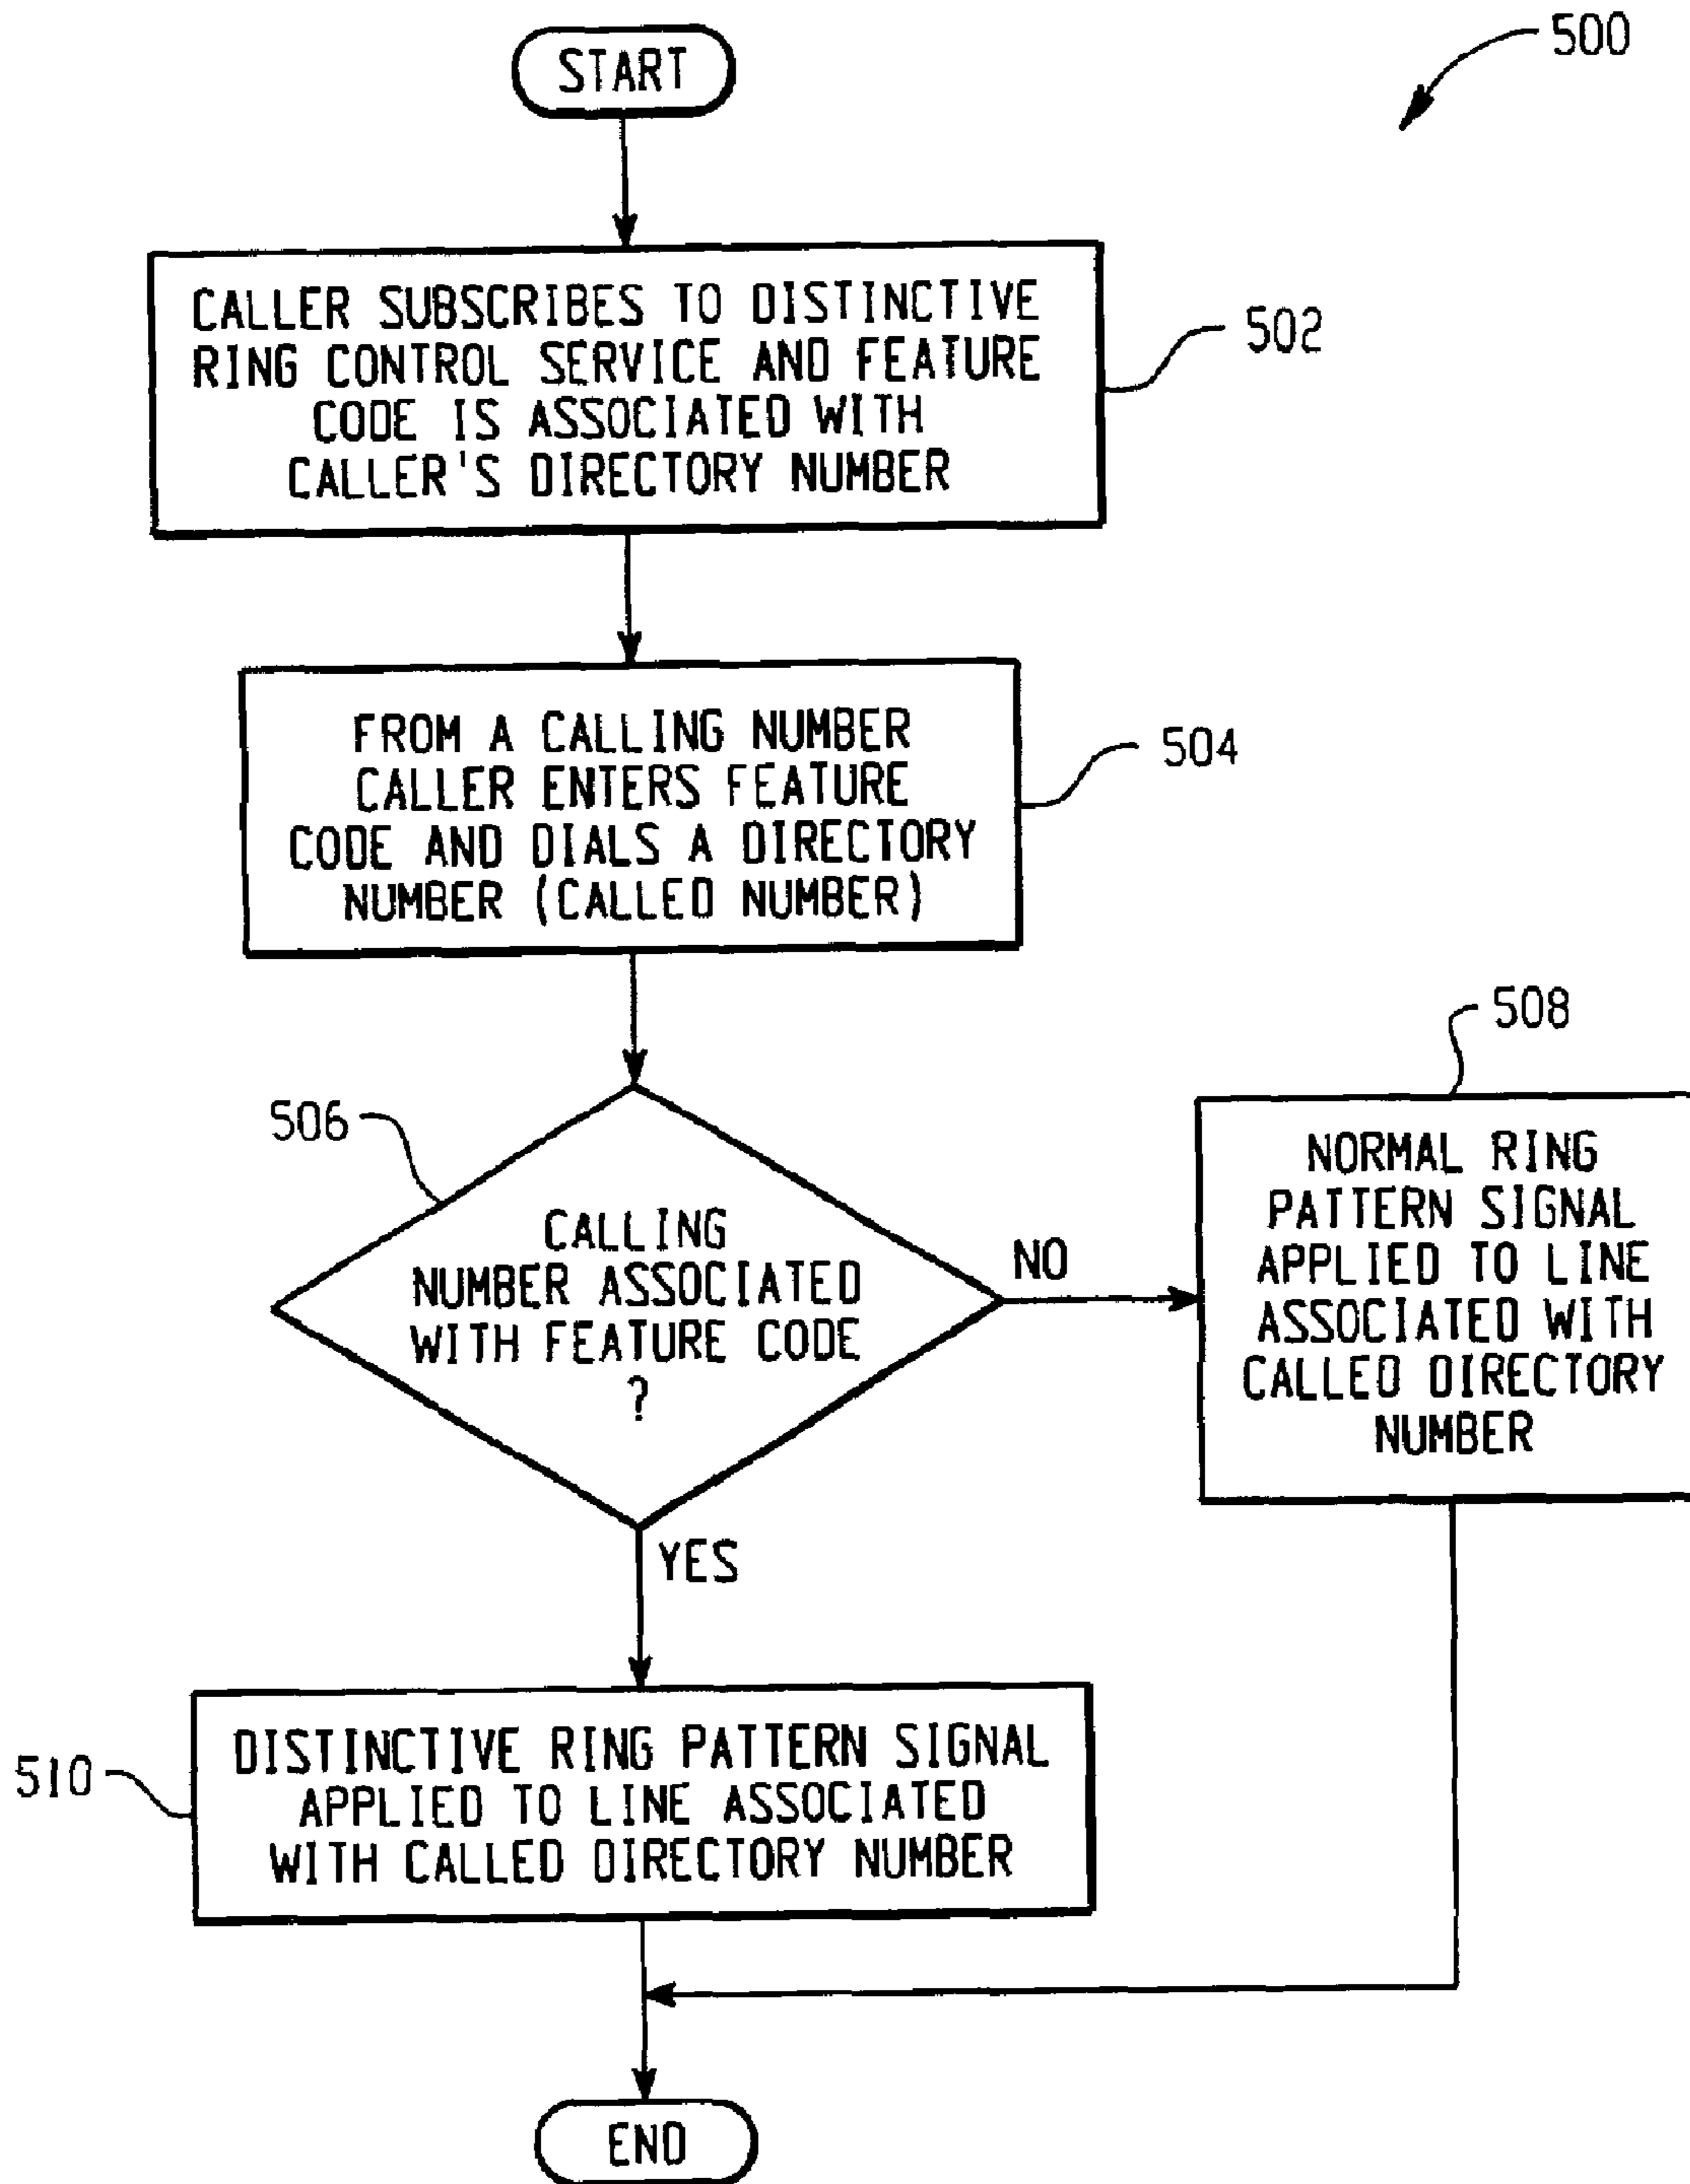 500
START
CALLER SUBSCRIBES TO DISTINCTIVE
RING CONTROL SERVICE AND FEATURE
CODE IS ASSOCIATED WITH
CALLER'S DIRECTORY NUMBER
502
FROM A CALLING NUMBER
CALLER ENTERS FEATURE
CODE AND DIALS A DIRECTORY
NUMBER (CALLED NUMBER)
504
506
CALLING
NUMBER ASSOCIATED
WITH FEATURE CODE
?
NO
YES
508
NORMAL RING
PATTERN SIGNAL
APPLIED TO LINE
ASSOCIATED WITH
CALLED DIRECTORY
NUMBER
510
DISTINCTIVE RING PATTERN SIGNAL
APPLIED TO LINE ASSOCIATED
WITH CALLED DIRECTORY NUMBER
END